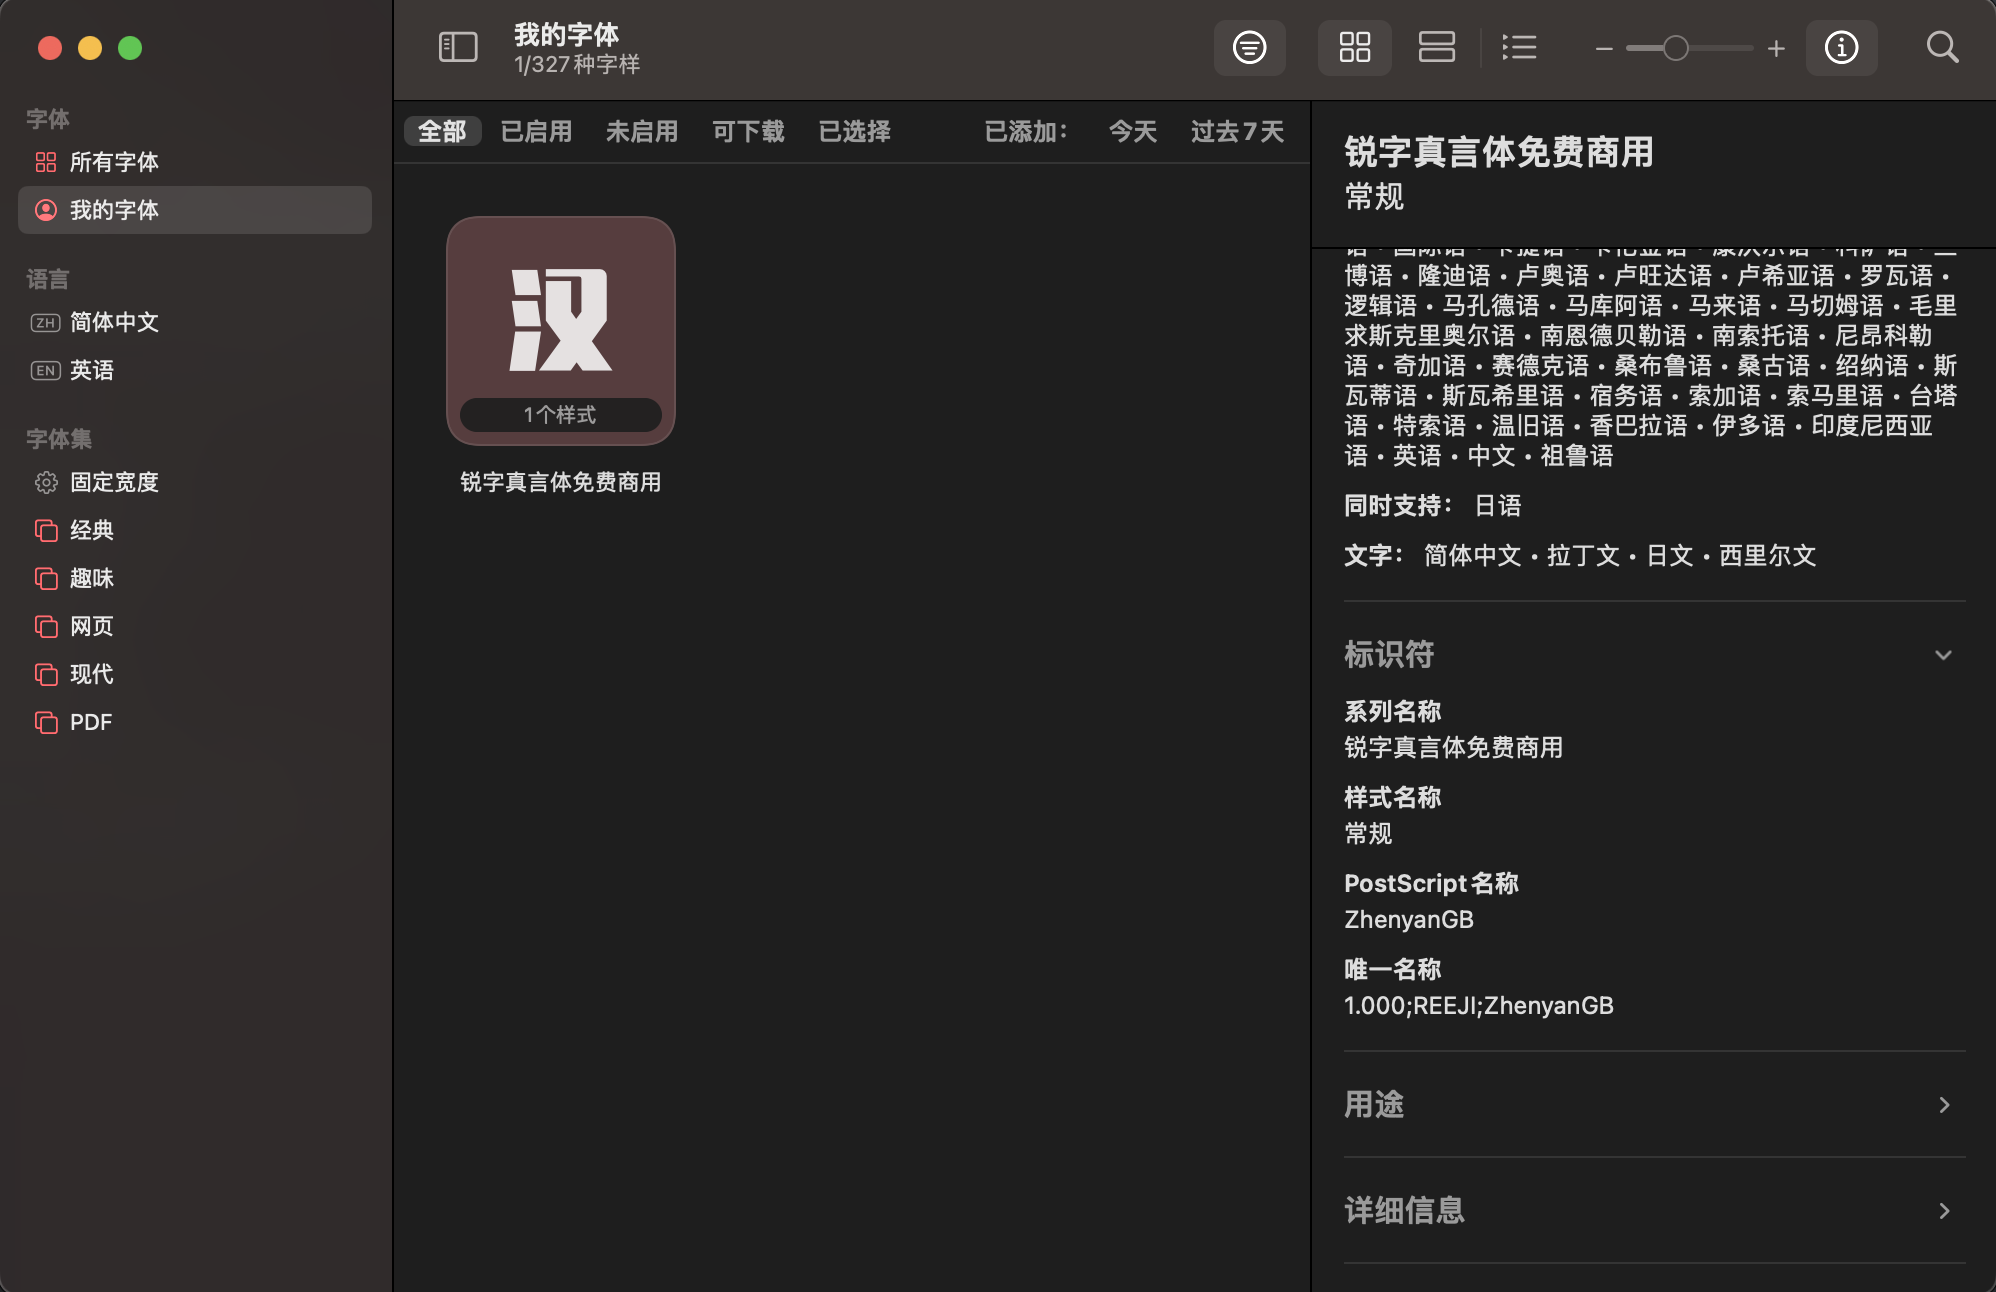 我的字体
1/327 种字样
字体
所有字体
我的字体
语言
ZH 简体中文
EN 英语
字体集
固定宽度
经典
趣味
网页
现代
PDF
全部 已启用 未启用 可下载 已选择 已添加： 今天 过去 7 天
汉
1个样式
锐字真言体免费商用
锐字真言体免费商用
常规
博语・隆迪语・卢奥语・卢旺达语・卢希亚语・罗瓦语・
逻辑语・马孔德语・马库阿语・马来语・马切姆语・毛里
求斯克里奥尔语・南恩德贝勒语・南索托语・尼昂科勒
语・奇加语・赛德克语・桑布鲁语・桑古语・绍纳语・斯
瓦蒂语・斯瓦希里语・宿务语・索加语・索马里语・台塔
语・特索语・温旧语・香巴拉语・伊多语・印度尼西亚
语・英语・中文・祖鲁语
同时支持： 日语
文字： 简体中文・拉丁文・日文・西里尔文
标识符
系列名称
锐字真言体免费商用
样式名称
常规
PostScript 名称
ZhenyanGB
唯一名称
1.000;REEJI;ZhenyanGB
用途
详细信息